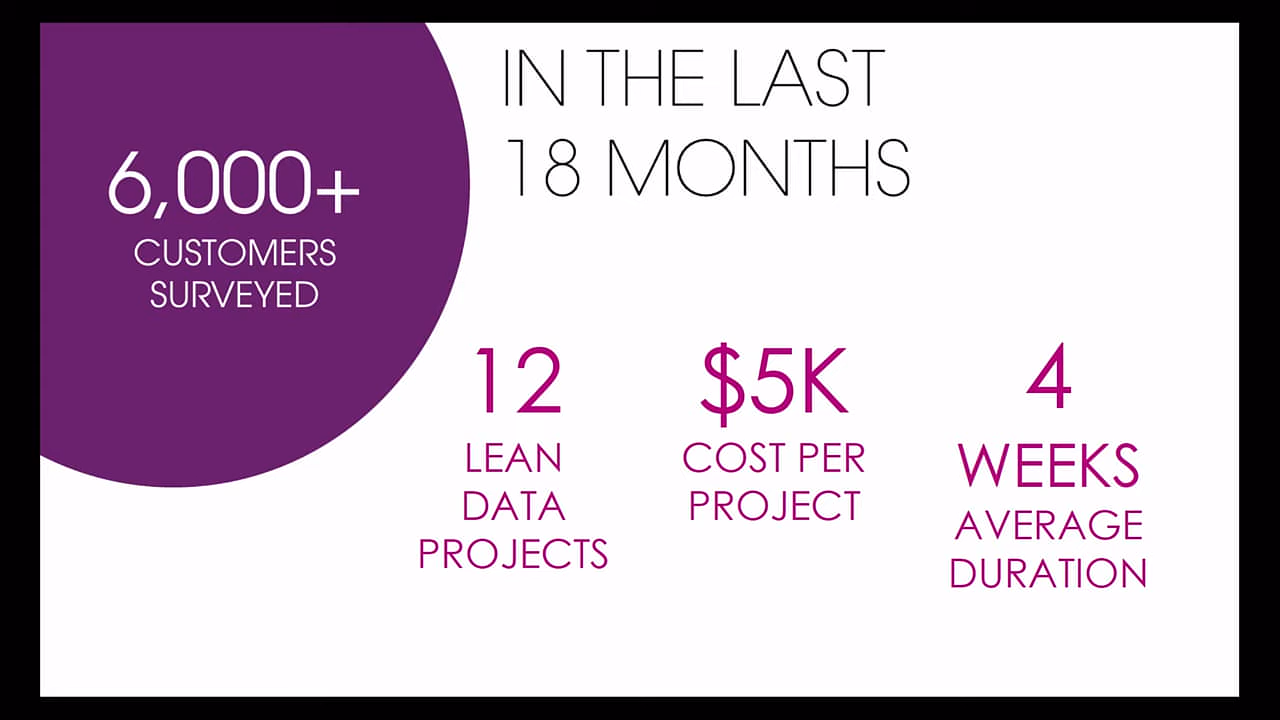 IN THE LAST
18 MONTHS
6,000+
CUSTOMERS
SURVEYED
12
LEAN
DATA
PROJECTS
$5K
COST PER
PROJECT
4
WEEKS
AVERAGE
DURATION